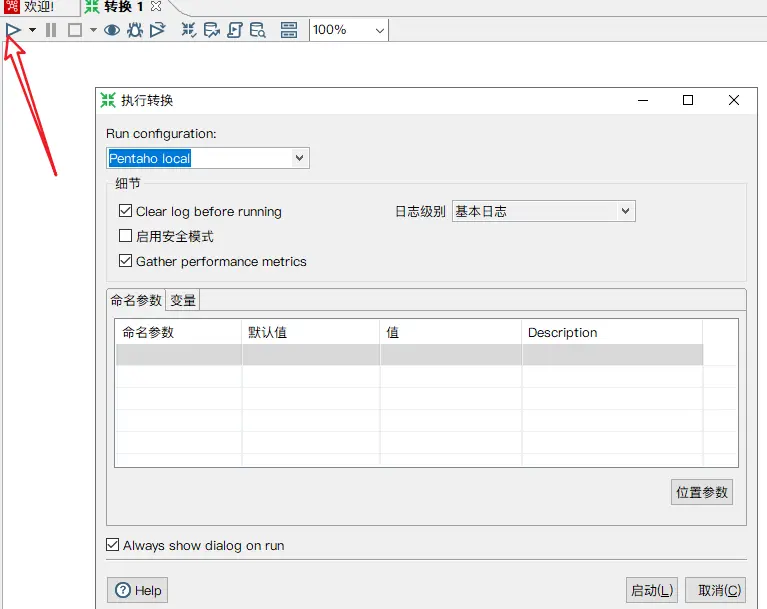 欢迎!
转换 1
100%
执行转换
Run configuration:
Pentaho local
细节
Clear log before running
日志级别
基本日志
启用安全模式
Gather performance metrics
命名参数
变量
命名参数
默认值
值
Description
位置参数
Always show dialog on run
Help
启动(L)
取消(C)